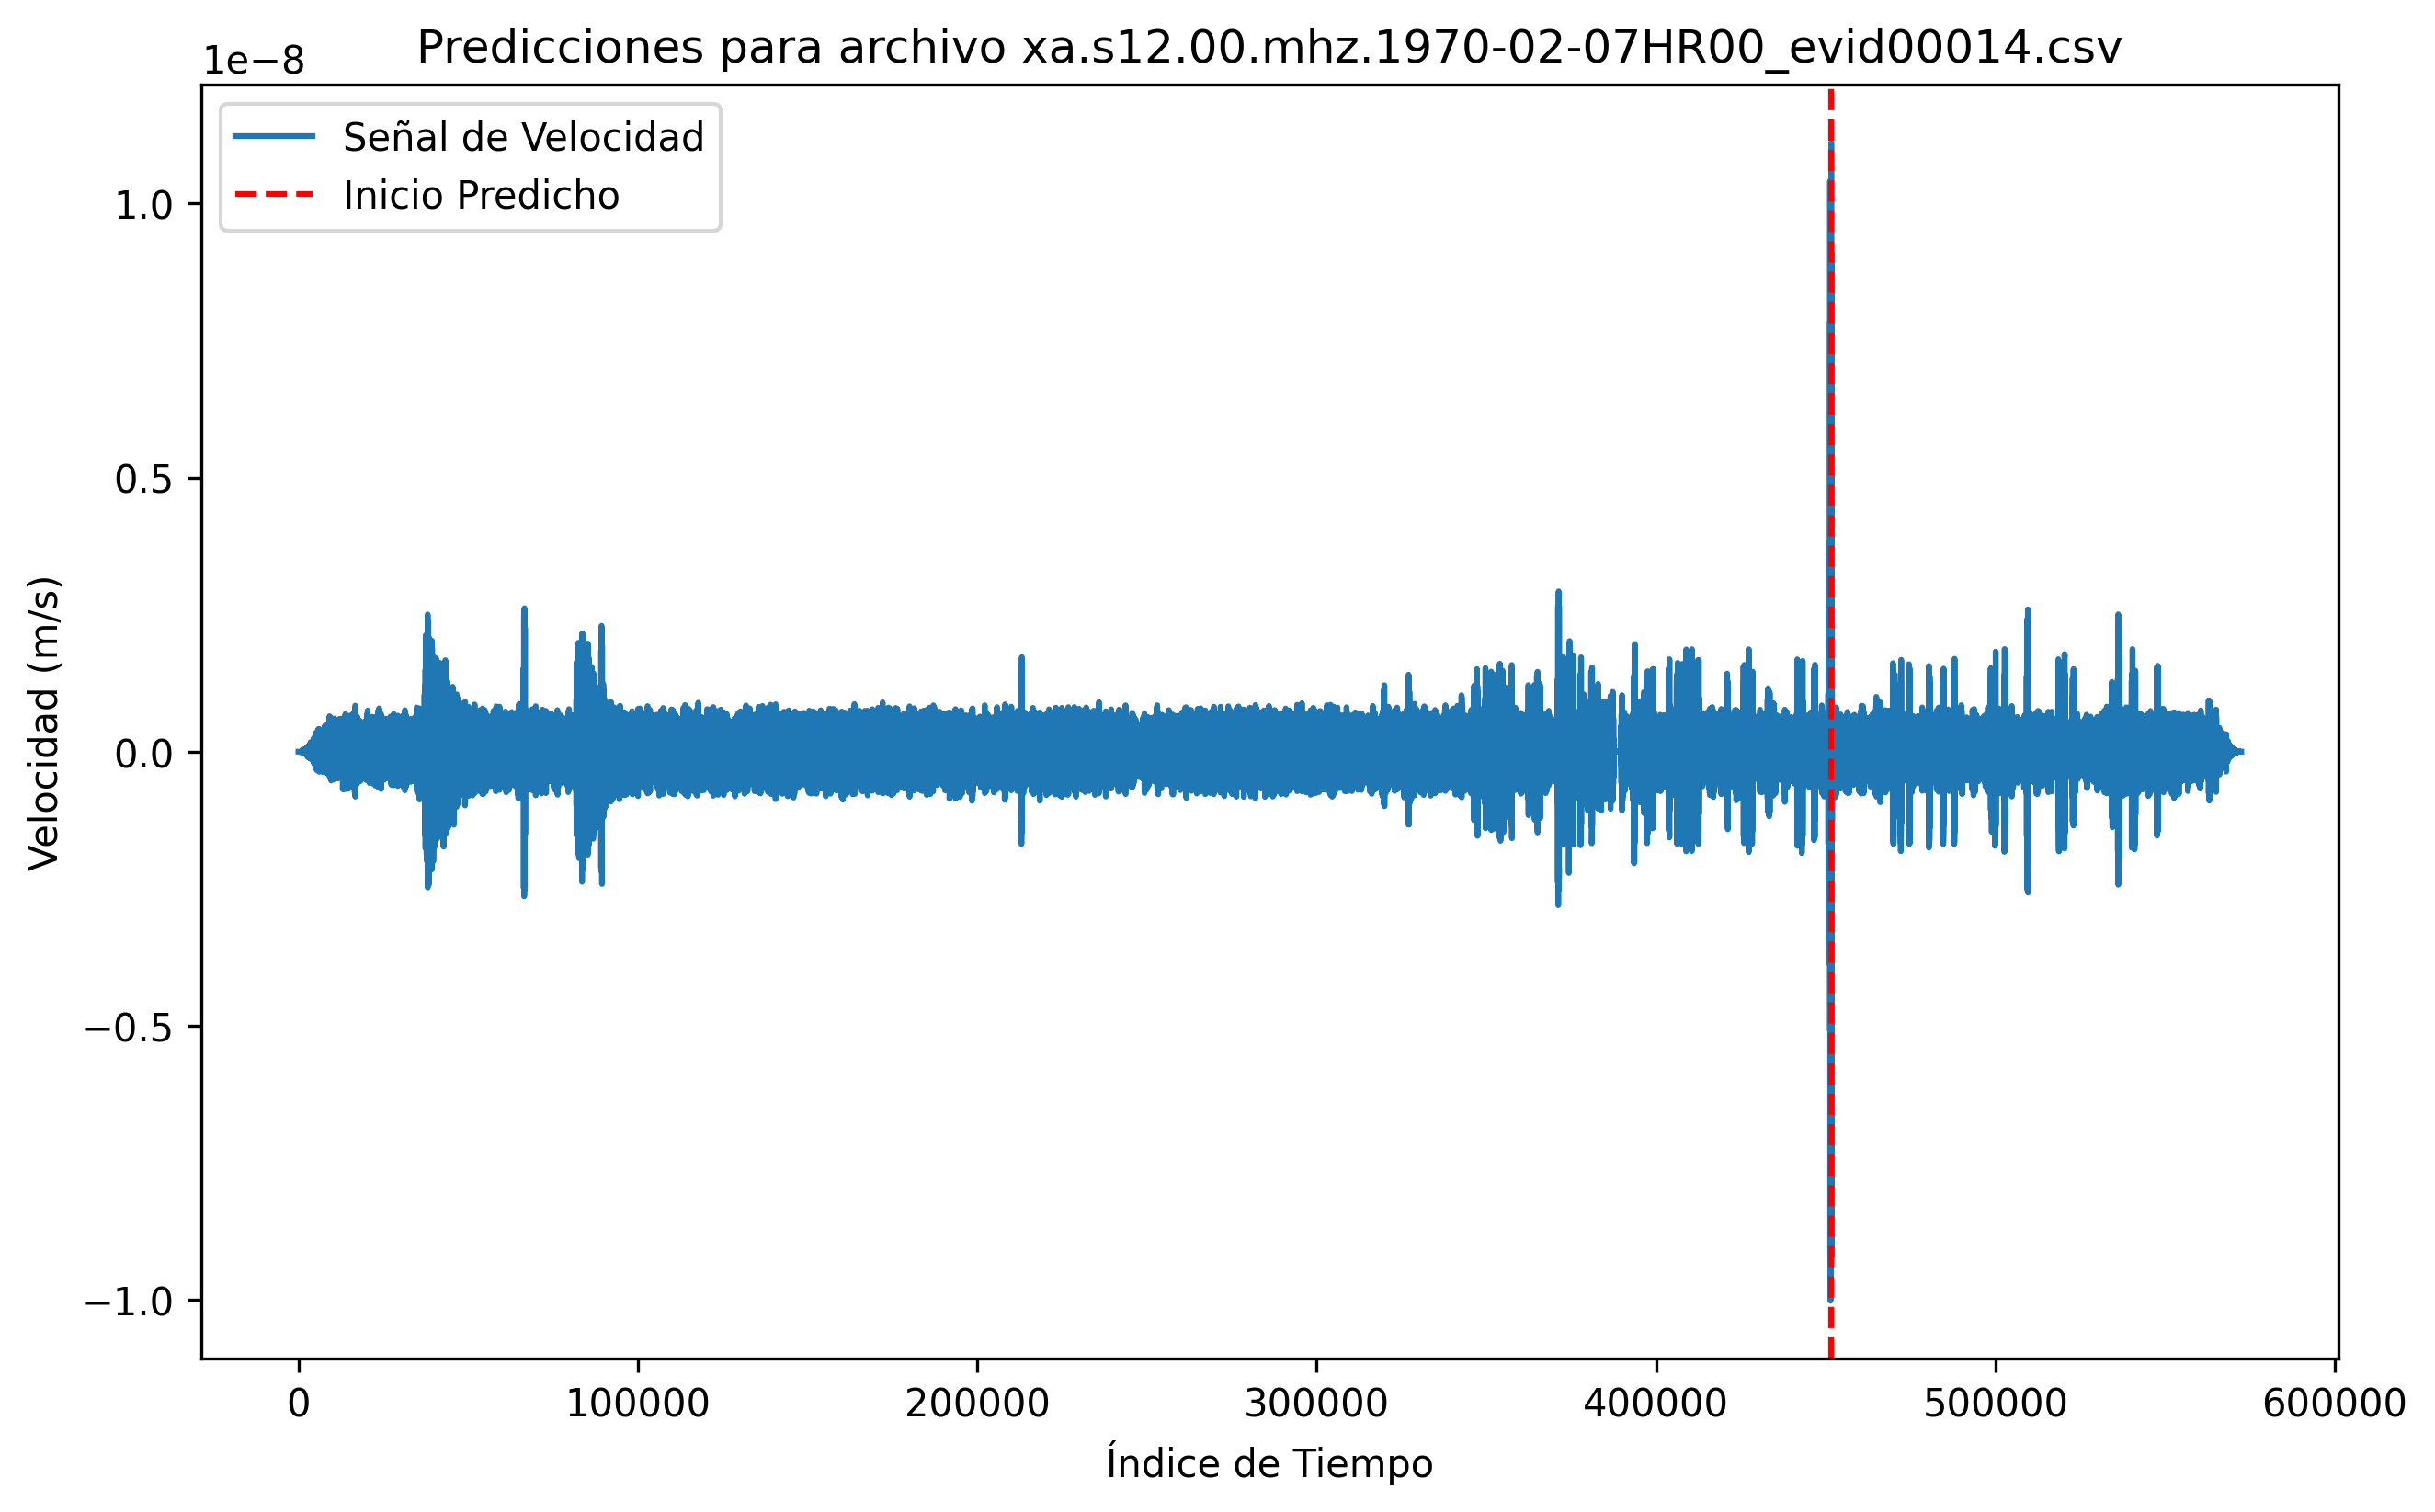 Predicciones para archivo xa.s12.00.mhz.1970-02-07HR00_evid00014.csv
1e−8
Señal de Velocidad
Inicio Predicho
1.0
0.5
0.0
−0.5
−1.0
Velocidad (m/s)
0 100000 200000 300000 400000 500000 600000
Índice de Tiempo